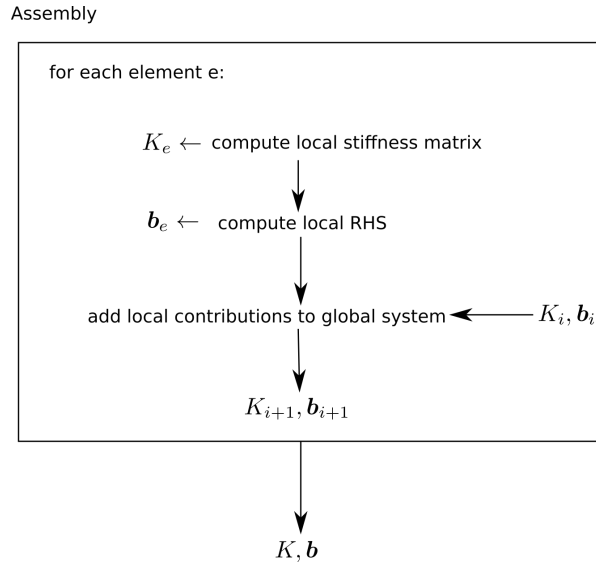 Assembly
for each element e:
K_e ← compute local stiffness matrix
b_e ← compute local RHS
add local contributions to global system
K_i, b_i
K_{i+1}, b_{i+1}
K, b